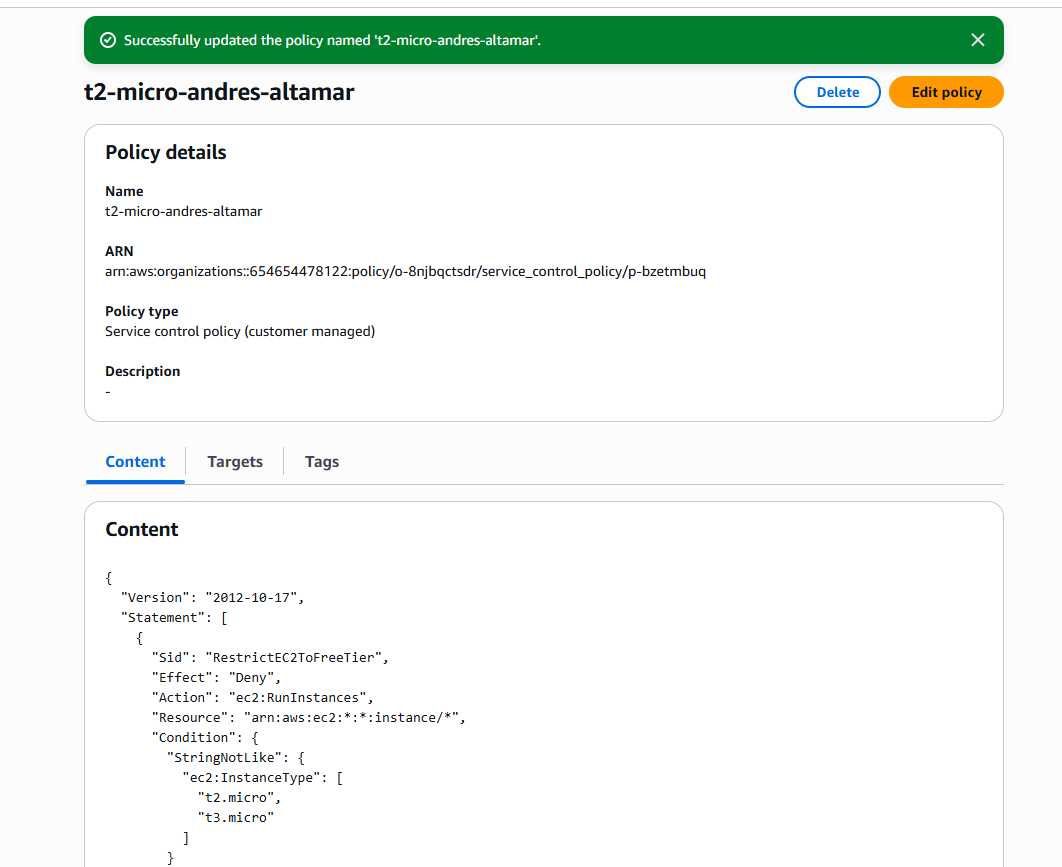 Successfully updated the policy named 't2-micro-andres-altamar'.
t2-micro-andres-altamar
Delete
Edit policy
Policy details
Name
t2-micro-andres-altamar
ARN
arn:aws:organizations::654654478122:policy/o-8njbqctsdr/service_control_policy/p-bzetmbuq
Policy type
Service control policy (customer managed)
Description
-
Content
Targets
Tags
Content
{
  "Version": "2012-10-17",
  "Statement": [
    {
      "Sid": "RestrictEC2ToFreeTier",
      "Effect": "Deny",
      "Action": "ec2:RunInstances",
      "Resource": "arn:aws:ec2:*:*:instance/*",
      "Condition": {
        "StringNotLike": {
          "ec2:InstanceType": [
            "t2.micro",
            "t3.micro"
          ]
        }